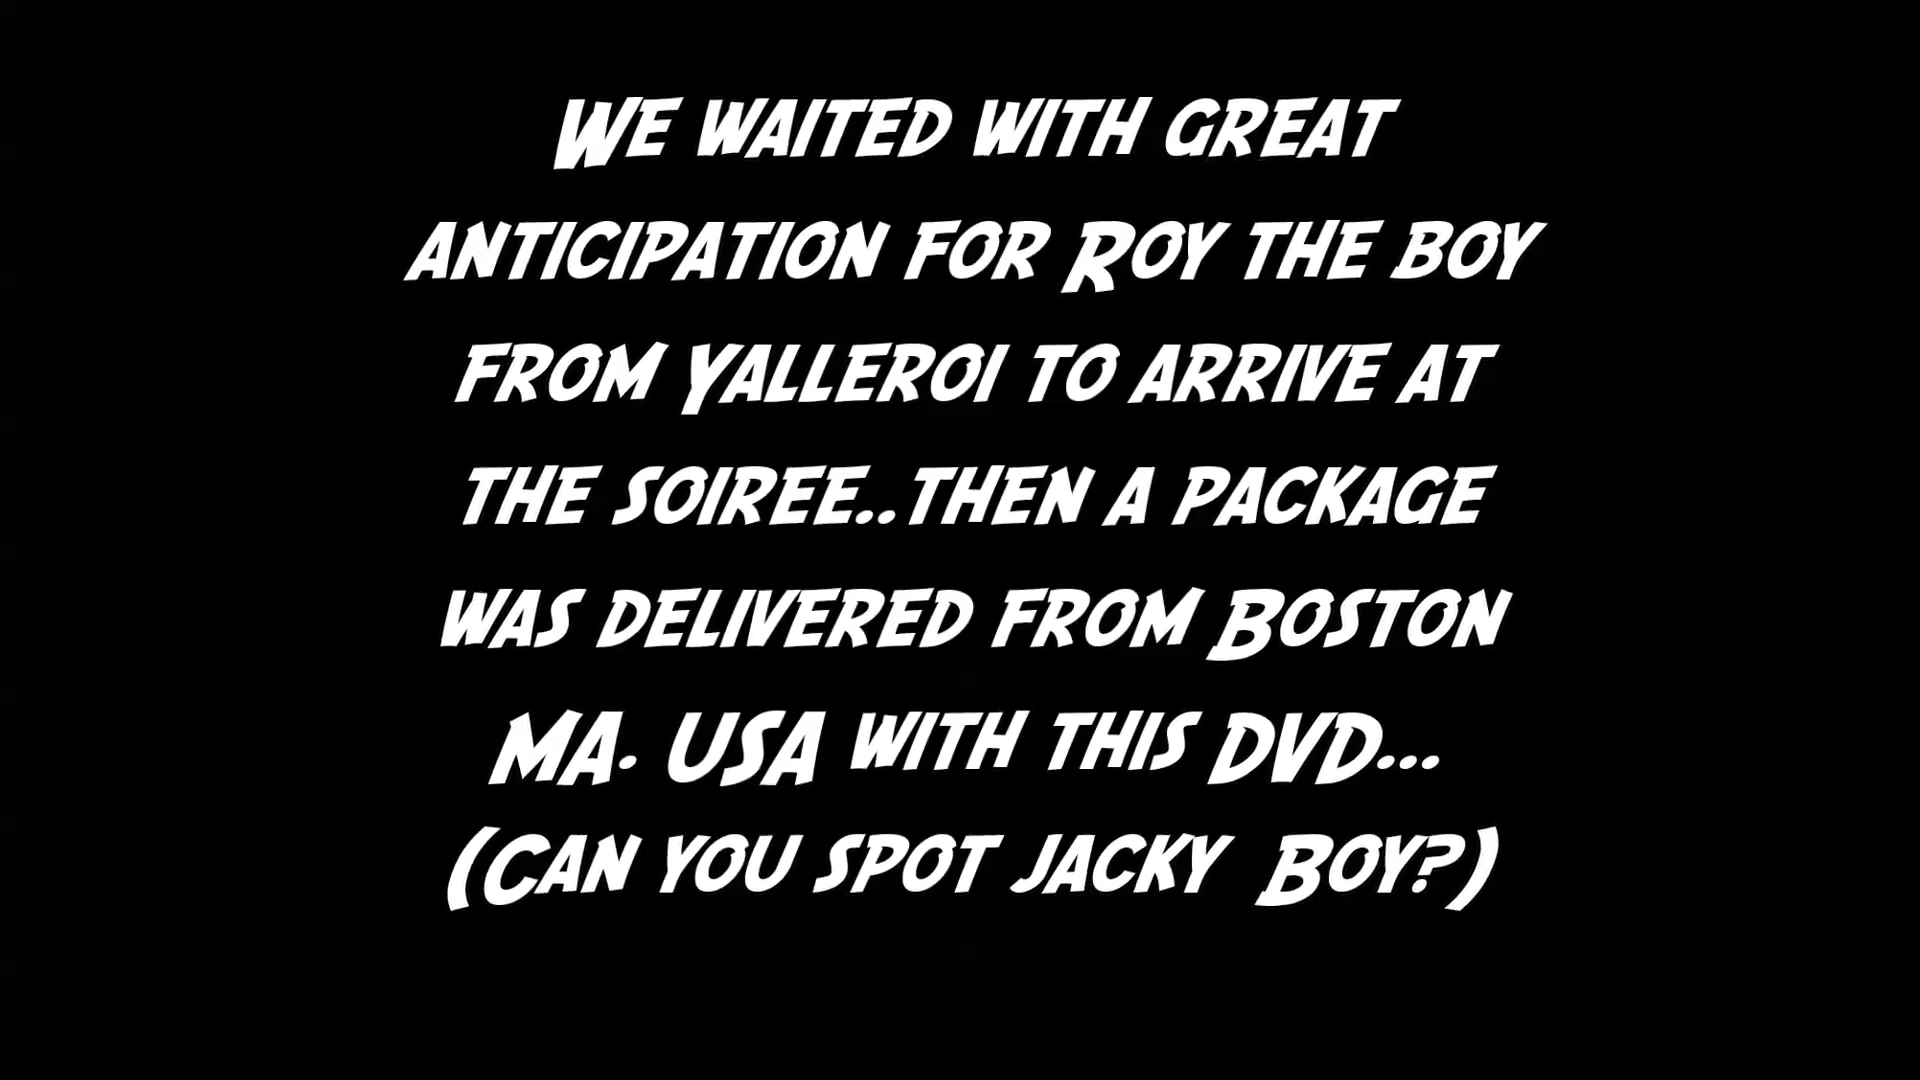 We waited with great
anticipation for Roy the boy
from Yalleroi to arrive at
the soiree..then a package
was delivered from Boston
MA. USA with this DVD...
(Can you spot jacky Boy?)